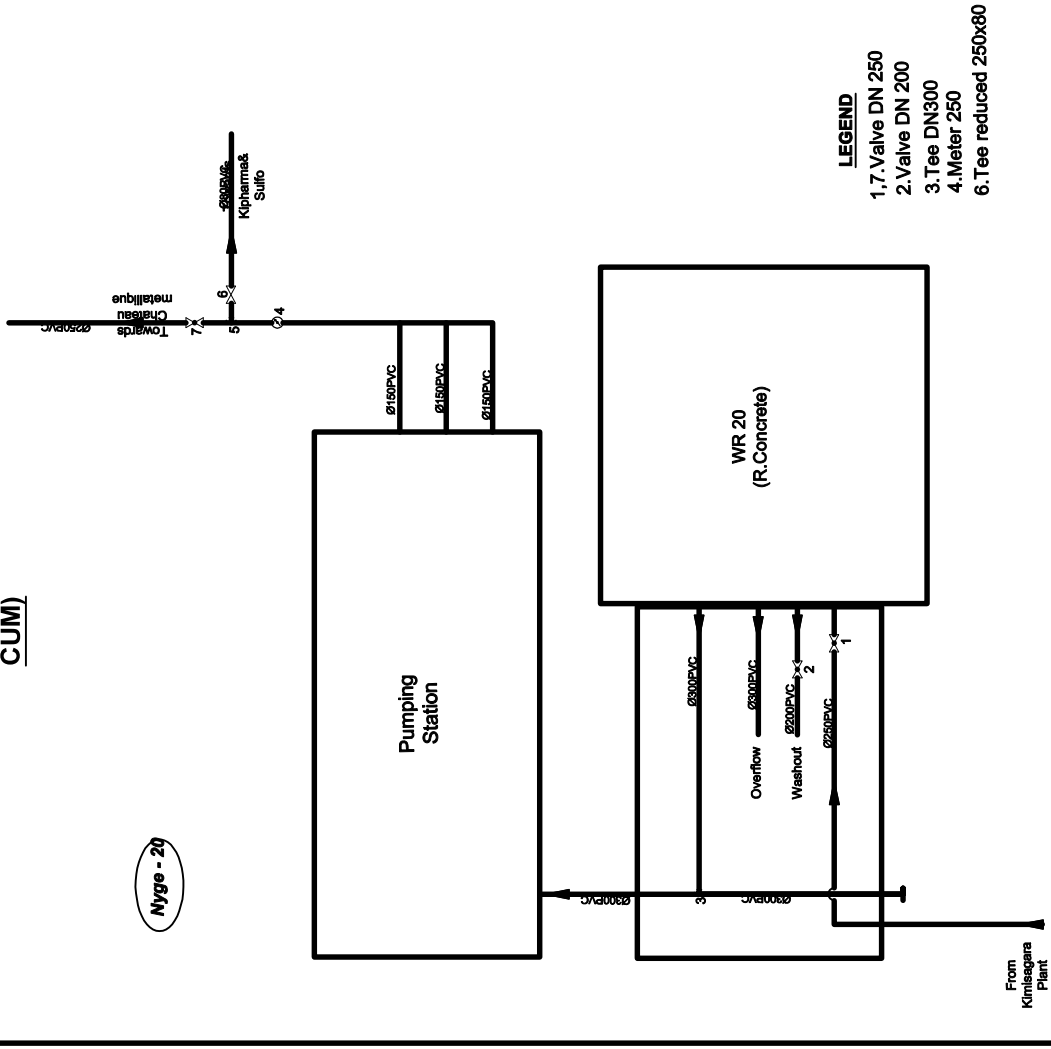 CUM)
Nyge - 20
Ø250PVC
Towards
Chateau
metallique
7
5
6
4
Kipharma&
Sulfo
Ø150PVC
Ø150PVC
Ø150PVC
Pumping
Station
WR 20
(R.Concrete)
Ø300PVC
Ø300PVC
Overflow
Ø200PVC
2
Washout
Ø250PVC
1
Ø300PVC
3
Ø300PVC
From
Kimisagara
Plant
LEGEND
1,7.Valve DN 250
2.Valve DN 200
3.Tee DN300
4.Meter 250
6.Tee reduced 250x80